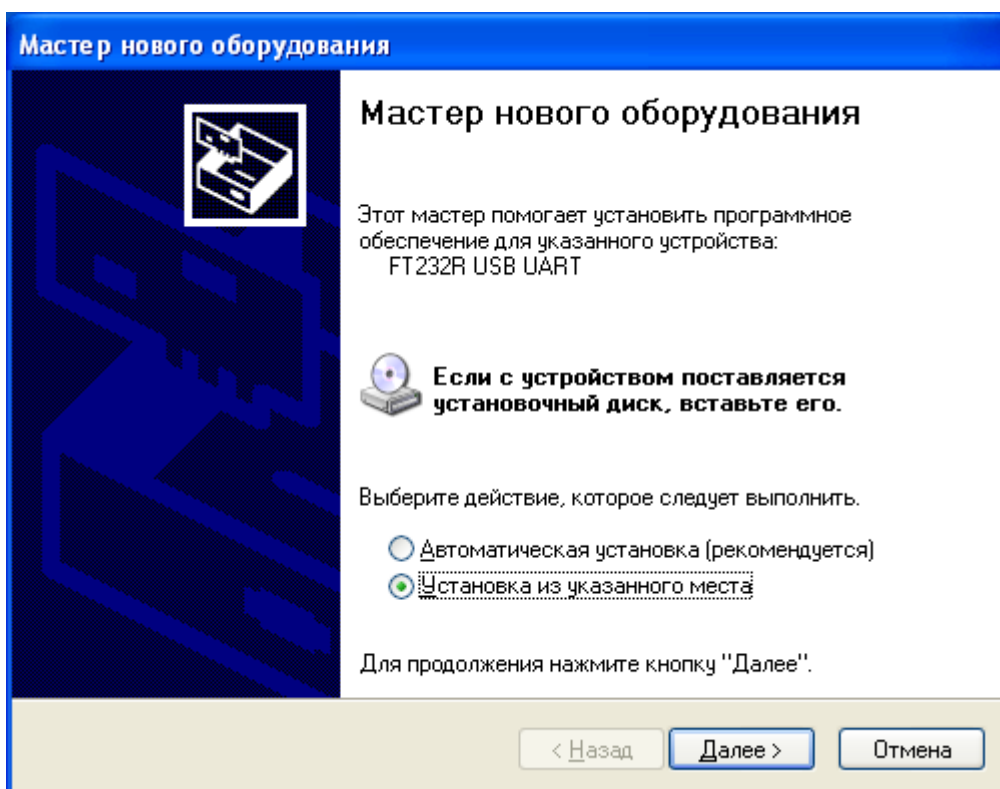 Мастер нового оборудования
Мастер нового оборудования
Этот мастер помогает установить программное
обеспечение для указанного устройства:
FT232R USB UART
Если с устройством поставляется
установочный диск, вставьте его.
Выберите действие, которое следует выполнить.
Автоматическая установка (рекомендуется)
Установка из указанного места
Для продолжения нажмите кнопку "Далее".
< Назад Далее > Отмена